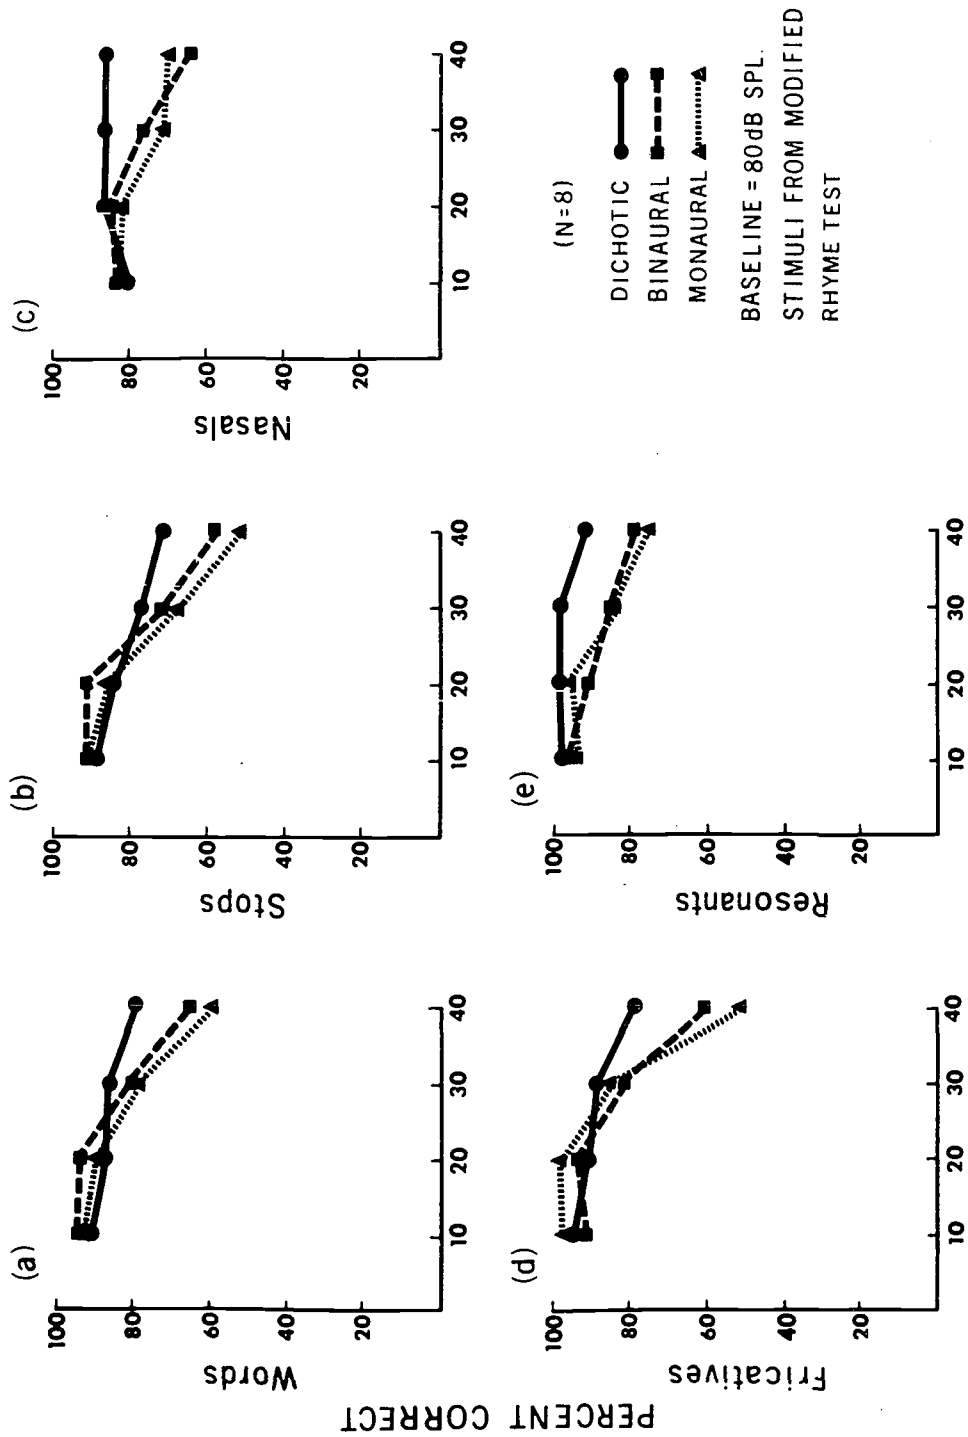 PERCENT CORRECT
(a)
Words
100
80
60
40
20
10 20 30 40
(b)
Stops
100
80
60
40
20
10 20 30 40
(c)
Nasals
100
80
60
40
20
10 20 30 40
(d)
Fricatives
100
80
60
40
20
10 20 30 40
(e)
Resonants
100
80
60
40
20
10 20 30 40
(N=8)
DICHOTIC
BINAURAL
MONAURAL
BASELINE = 80dB SPL.
STIMULI FROM MODIFIED
RHYME TEST